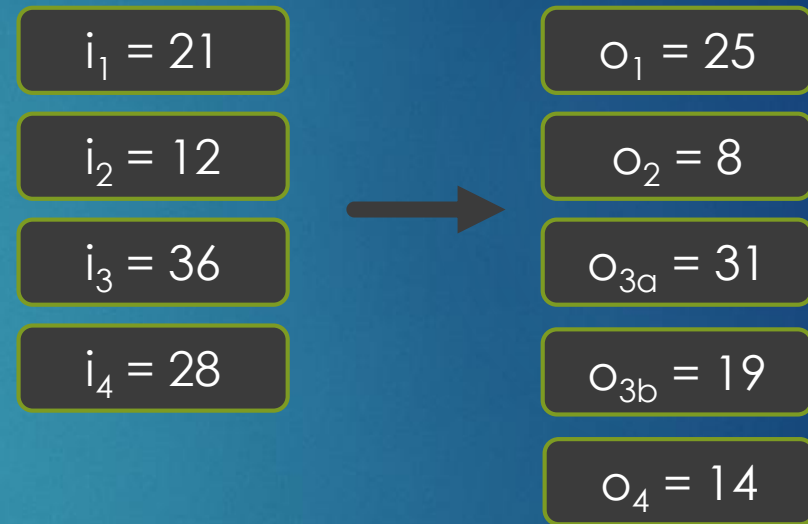 i₁ = 21
i₂ = 12
i₃ = 36
i₄ = 28
o₁ = 25
o₂ = 8
o₃ₐ = 31
o₃b = 19
o₄ = 14